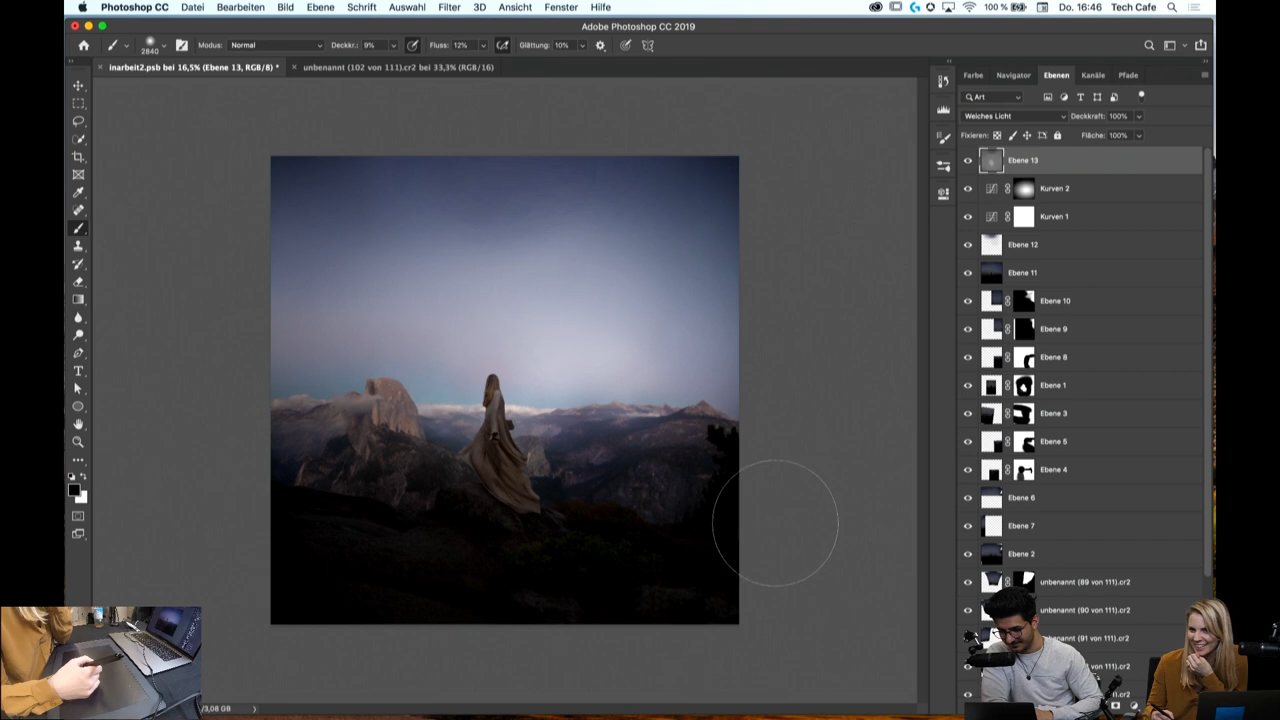 Photoshop CC Datei Bearbeiten Bild Ebene Schrift Auswahl Filter 3D Ansicht Fenster Hilfe 100 % Do. 16:46 Tech Cafe
Adobe Photoshop CC 2019
2840 Modus: Normal Deckkr.: 9% Fluss: 12% Glättung: 10%
inarbeit2.psb bei 16,5% (Ebene 13, RGB/8) * unbenannt (102 von 111).cr2 bei 33,3% (RGB/16)
Farbe Navigator Ebenen Kanäle Pfade
Art
Weiches Licht Deckkraft: 100%
Fixieren: Fläche: 100%
Ebene 13
Kurven 2
Kurven 1
Ebene 12
Ebene 11
Ebene 10
Ebene 9
Ebene 8
Ebene 1
Ebene 3
Ebene 5
Ebene 4
Ebene 6
Ebene 7
Ebene 2
unbenannt (89 von 111).cr2
unbenannt (90 von 111).cr2
(91 von 111).cr2
111).cr2
.cr2
/3,08 GB